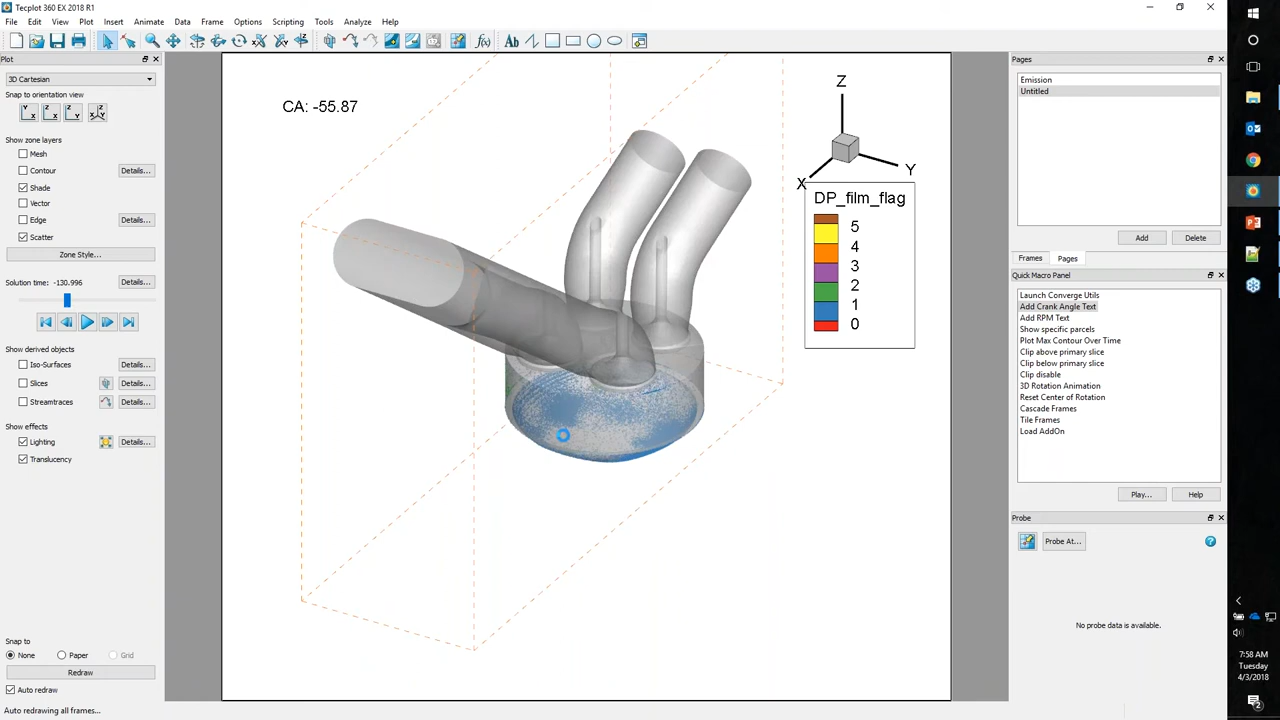 Tecplot 360 EX 2018 R1
File Edit View Plot Insert Animate Data Frame Options Scripting Tools Analyze Help
f(x) Ab
Plot
3D Cartesian
Snap to orientation view
Show zone layers
Mesh
Contour Details...
Shade
Vector
Edge Details...
Scatter
Zone Style...
Solution time: -130.996 Details...
Show derived objects
Iso-Surfaces Details...
Slices Details...
Streamtraces Details...
Show effects
Lighting Details...
Translucency
Snap to
None Paper Grid
Redraw
Auto redraw
Auto redrawing all frames...
CA: -55.87
Z
Y
X
DP_film_flag
5
4
3
2
1
0
Pages
Emission
Untitled
Add Delete
Frames Pages
Quick Macro Panel
Launch Converge Utils
Add Crank Angle Text
Add RPM Text
Show specific parcels
Plot Max Contour Over Time
Clip above primary slice
Clip below primary slice
Clip disable
3D Rotation Animation
Reset Center of Rotation
Cascade Frames
Tile Frames
Load AddOn
Play... Help
Probe
Probe At...
No probe data is available.
7:58 AM
Tuesday
4/3/2018
2